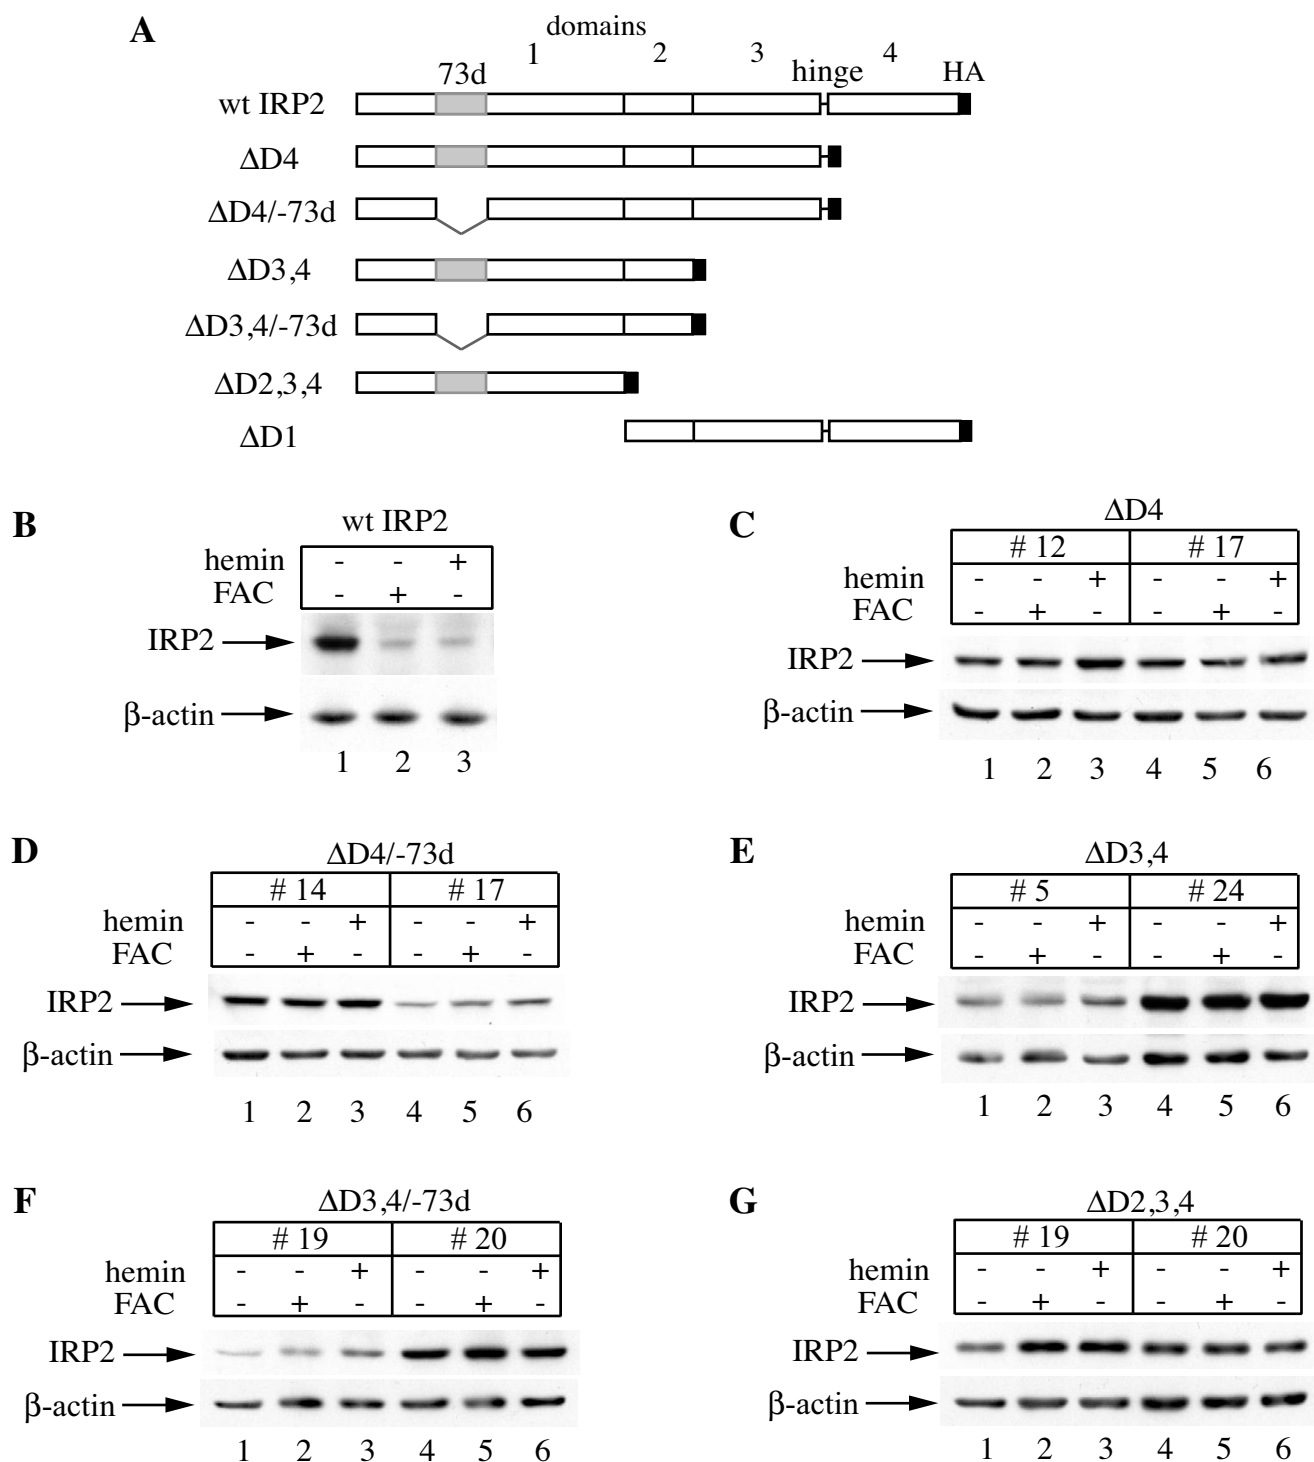 A
domains
1 2 3 4
73d hinge HA
wt IRP2
ΔD4
ΔD4/-73d
ΔD3,4
ΔD3,4/-73d
ΔD2,3,4
ΔD1
B
wt IRP2
hemin - - +
FAC - + -
IRP2
β-actin
1 2 3
C
ΔD4
# 12 # 17
hemin - - + - - +
FAC - + - - + -
IRP2
β-actin
1 2 3 4 5 6
D
ΔD4/-73d
# 14 # 17
hemin - - + - - +
FAC - + - - + -
IRP2
β-actin
1 2 3 4 5 6
E
ΔD3,4
# 5 # 24
hemin - - + - - +
FAC - + - - + -
IRP2
β-actin
1 2 3 4 5 6
F
ΔD3,4/-73d
# 19 # 20
hemin - - + - - +
FAC - + - - + -
IRP2
β-actin
1 2 3 4 5 6
G
ΔD2,3,4
# 19 # 20
hemin - - + - - +
FAC - + - - + -
IRP2
β-actin
1 2 3 4 5 6